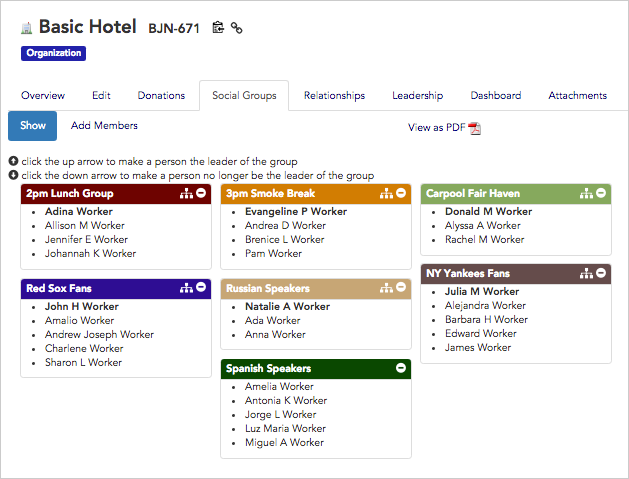 Basic Hotel BJN-671
Organization
Overview Edit Donations Social Groups Relationships Leadership Dashboard Attachments
Show Add Members View as PDF
click the up arrow to make a person the leader of the group
click the down arrow to make a person no longer be the leader of the group
2pm Lunch Group
Adina Worker
Allison M Worker
Jennifer E Worker
Johannah K Worker
Red Sox Fans
John H Worker
Amalio Worker
Andrew Joseph Worker
Charlene Worker
Sharon L Worker
3pm Smoke Break
Evangeline P Worker
Andrea D Worker
Brenice L Worker
Pam Worker
Russian Speakers
Natalie A Worker
Ada Worker
Anna Worker
Spanish Speakers
Amelia Worker
Antonia K Worker
Jorge L Worker
Luz Maria Worker
Miguel A Worker
Carpool Fair Haven
Donald M Worker
Alyssa A Worker
Rachel M Worker
NY Yankees Fans
Julia M Worker
Alejandra Worker
Barbara H Worker
Edward Worker
James Worker